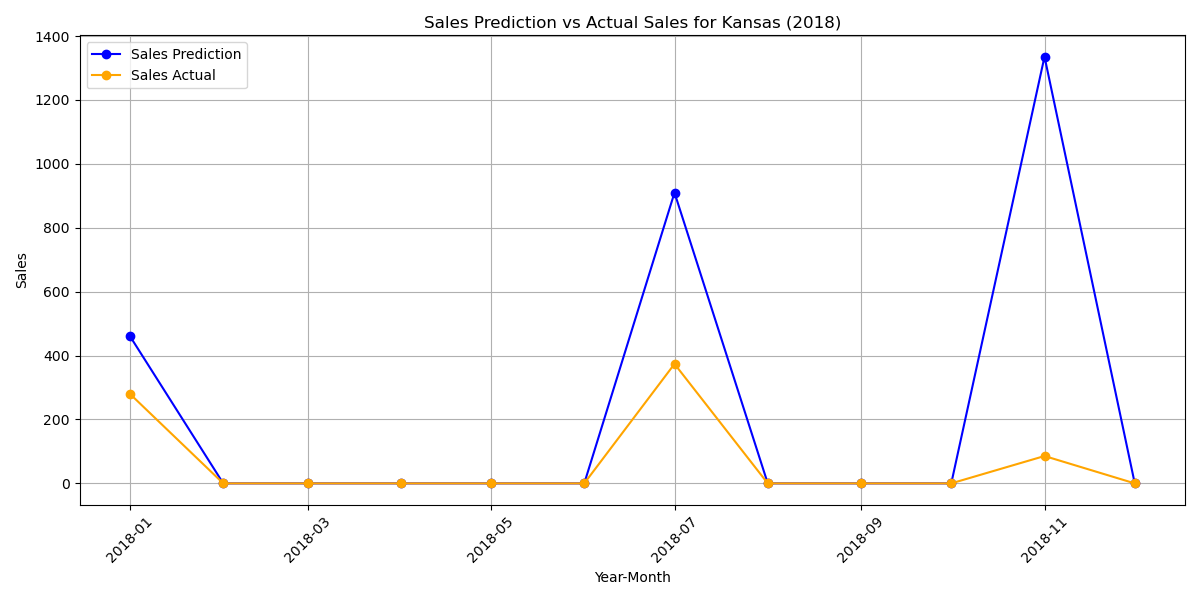 Sales Prediction vs Actual Sales for Kansas (2018)
Sales Prediction
Sales Actual
1400
1200
1000
800
600
400
200
0
Sales
2018-01
2018-03
2018-05
2018-07
2018-09
2018-11
Year-Month